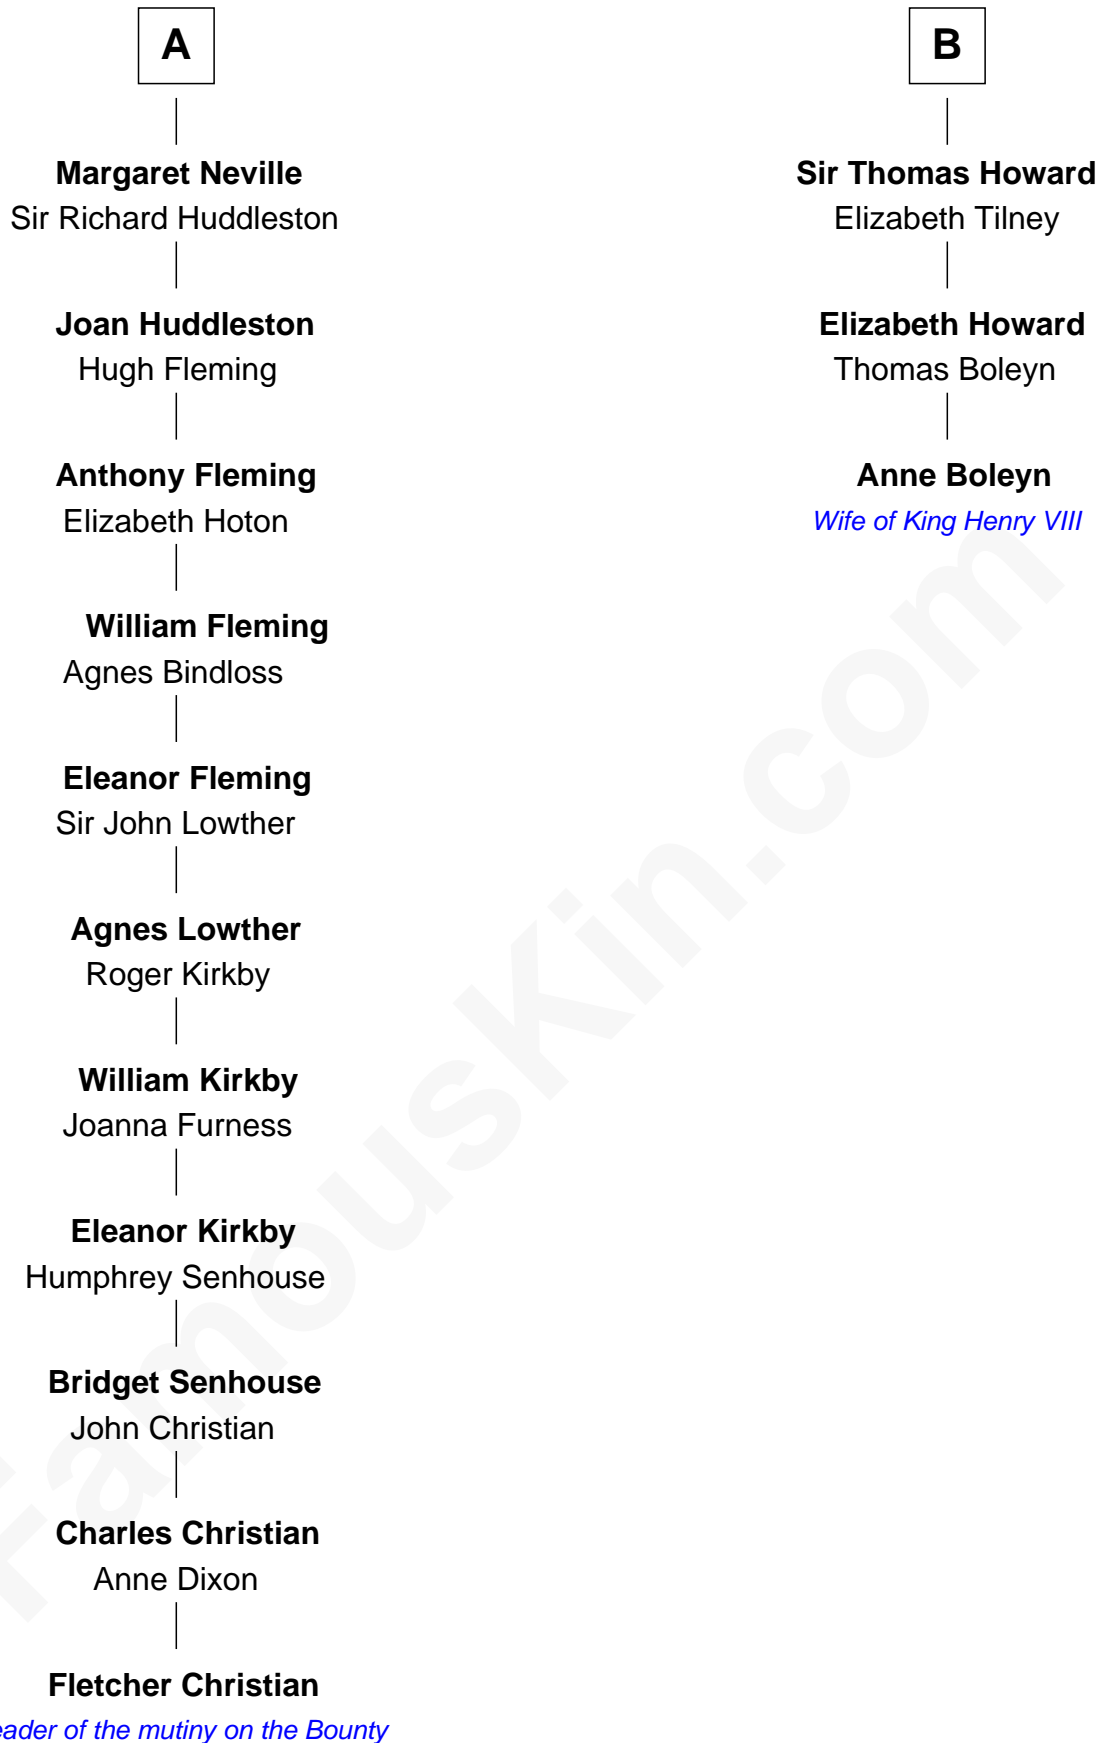 A
Margaret Neville
Sir Richard Huddleston
Joan Huddleston
Hugh Fleming
Anthony Fleming
Elizabeth Hoton
William Fleming
Agnes Bindloss
Eleanor Fleming
Sir John Lowther
Agnes Lowther
Roger Kirkby
William Kirkby
Joanna Furness
Eleanor Kirkby
Humphrey Senhouse
Bridget Senhouse
John Christian
Charles Christian
Anne Dixon
Fletcher Christian
eader of the mutiny on the Bounty
B
Sir Thomas Howard
Elizabeth Tilney
Elizabeth Howard
Thomas Boleyn
Anne Boleyn
Wife of King Henry VIII
FamousKin.com